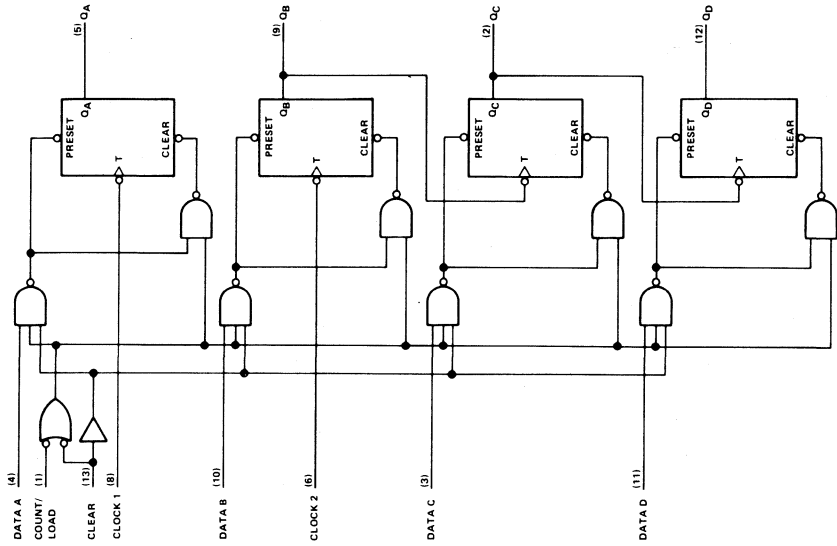 DATA A (4)
COUNT/ (1)
LOAD
CLEAR (13)
CLOCK 1 (8)
DATA B (10)
CLOCK 2 (6)
DATA C (3)
DATA D (11)
PRESET
QA
T
CLEAR
(5) QA
PRESET
QB
T
CLEAR
(9) QB
PRESET
QC
T
CLEAR
(2) QC
PRESET
QD
T
CLEAR
(12) QD